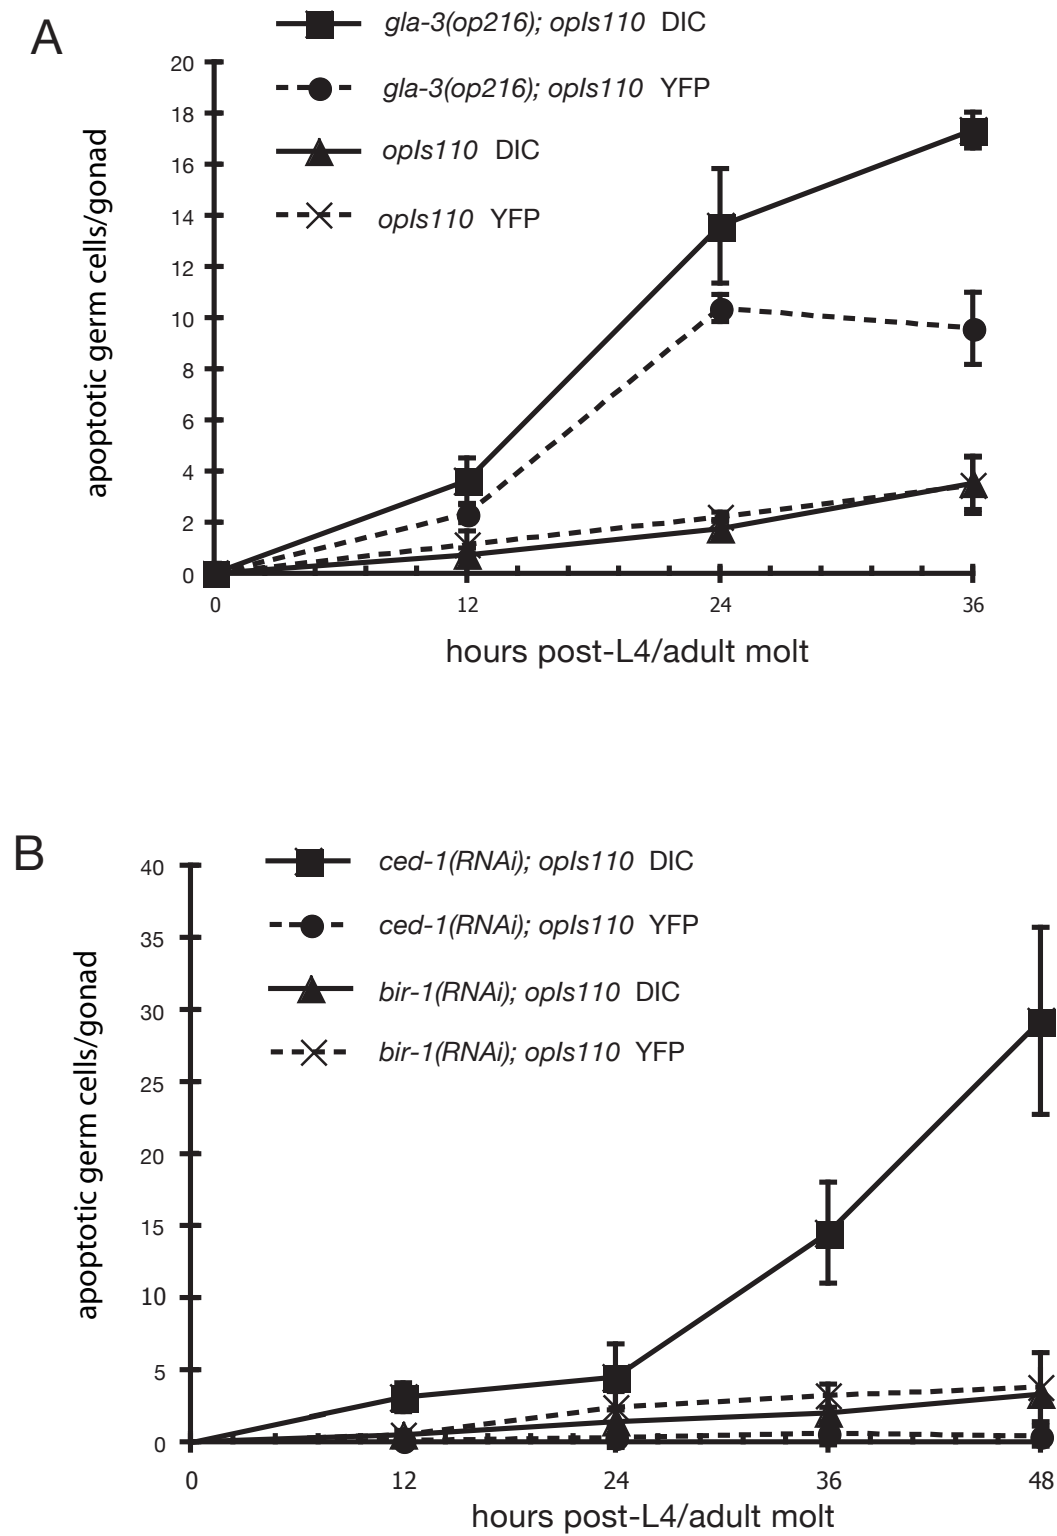 A
gla-3(op216); opIs110 DIC
gla-3(op216); opIs110 YFP
opIs110 DIC
opIs110 YFP
20
18
16
14
12
10
8
6
4
2
0
apoptotic germ cells/gonad
0 12 24 36
hours post-L4/adult molt
B
ced-1(RNAi); opIs110 DIC
ced-1(RNAi); opIs110 YFP
bir-1(RNAi); opIs110 DIC
bir-1(RNAi); opIs110 YFP
40
35
30
25
20
15
10
5
0
apoptotic germ cells/gonad
0 12 24 36 48
hours post-L4/adult molt